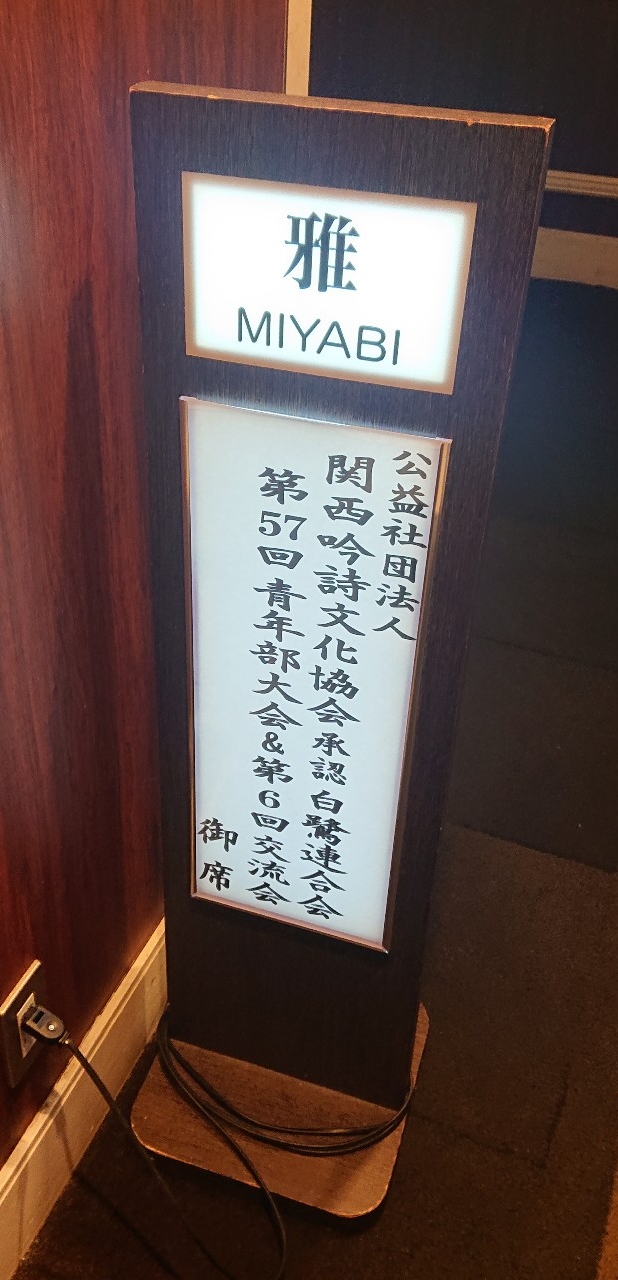 雅
MIYABI
公益社団法人
関西吟詩文化協会承認白鷺連合会
第57回青年部大会&第6回交流会
御席